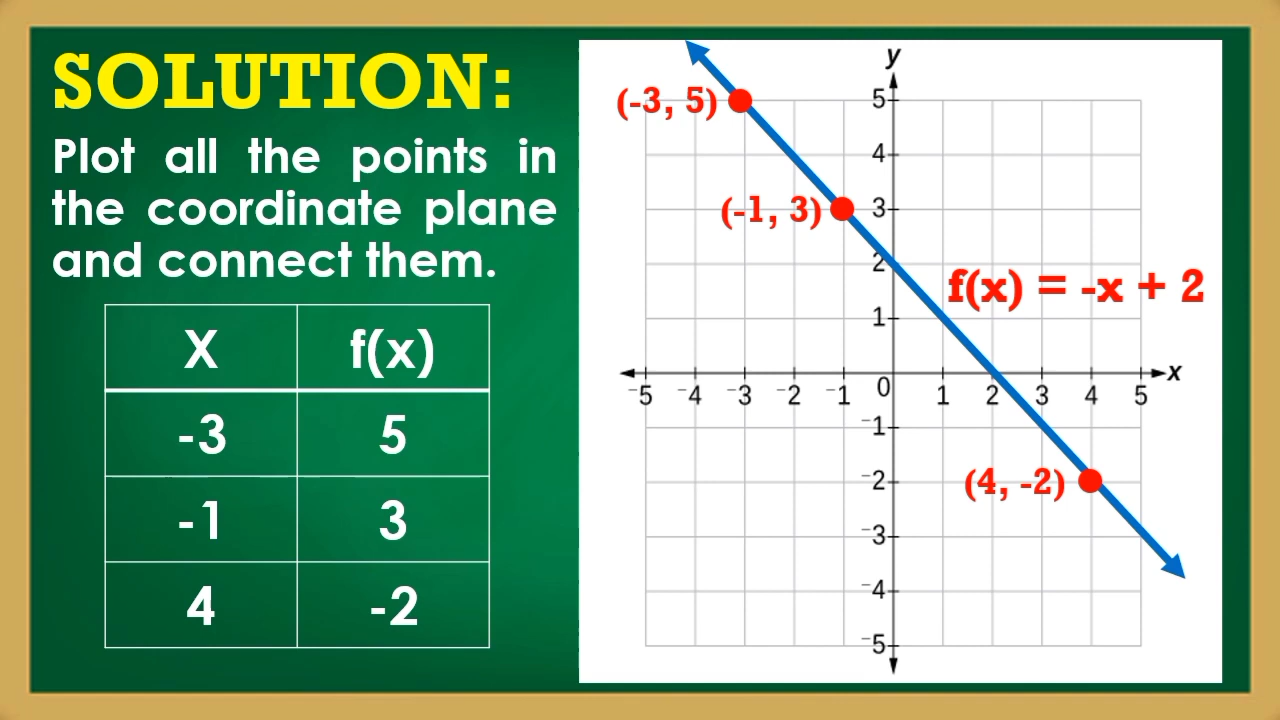 SOLUTION:
Plot all the points in
the coordinate plane
and connect them.
X f(x)
-3 5
-1 3
4 -2
y
(-3, 5)
5
4
(-1, 3)
3
2
f(x) = -x + 2
1
x
-5 -4 -3 -2 -1 0 1 2 3 4 5
-1
(4, -2)
-2
-3
-4
-5